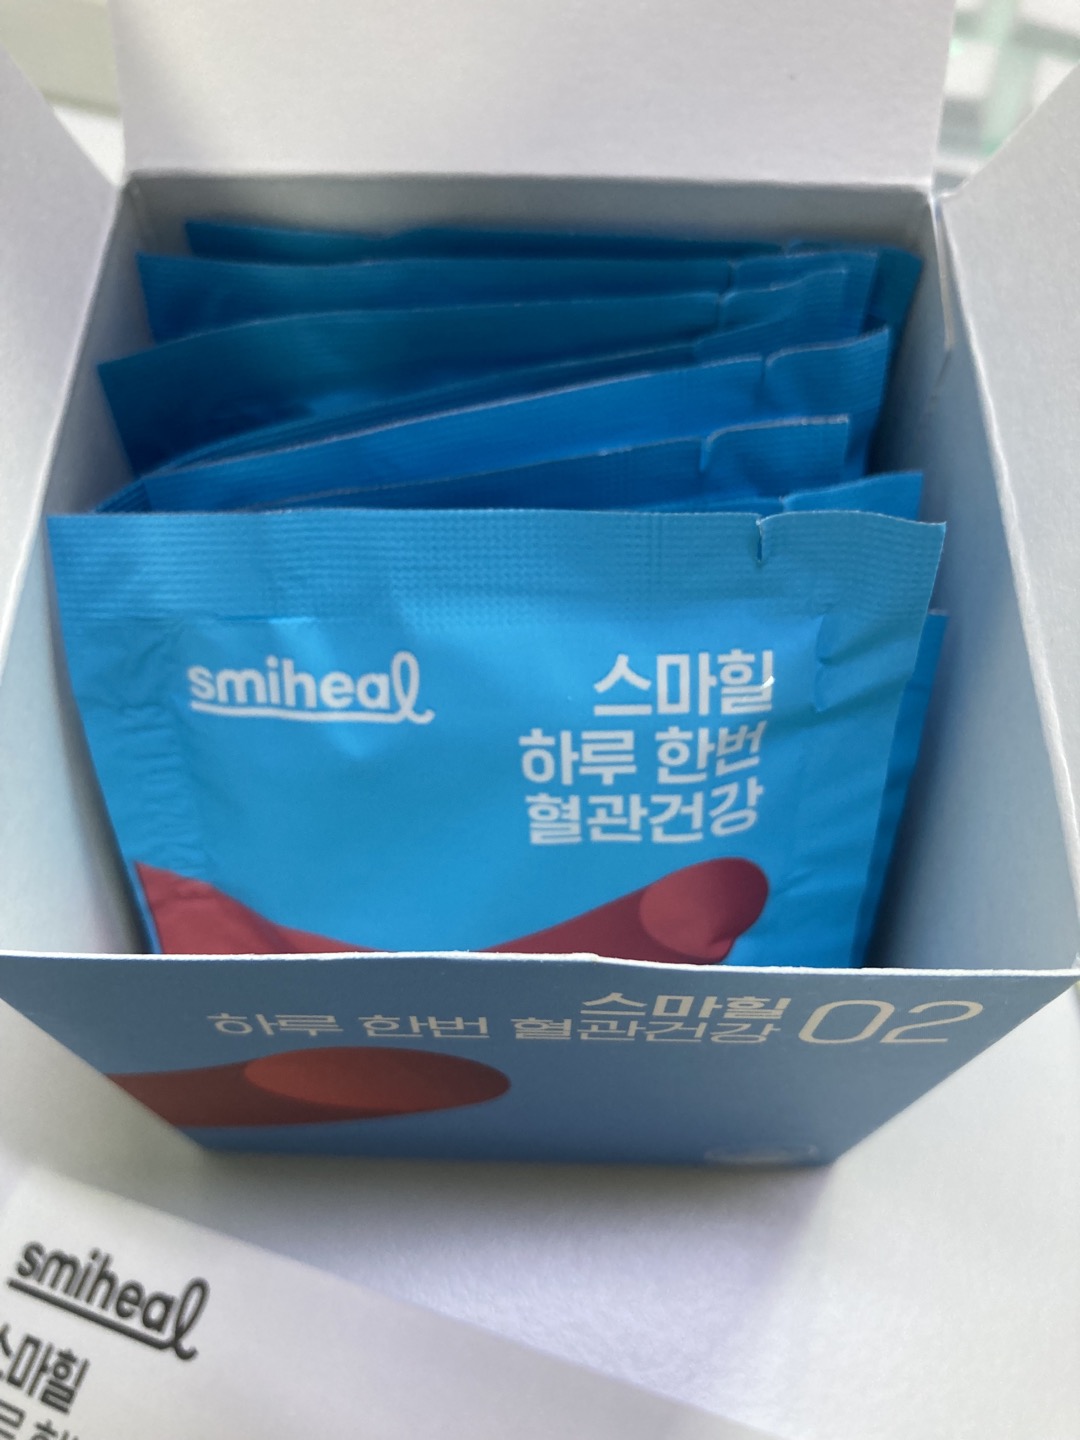 smiheal
스마힐
하루 한번
혈관건강
스마힐
하루 한번 혈관건강 02
smiheal
스마힐